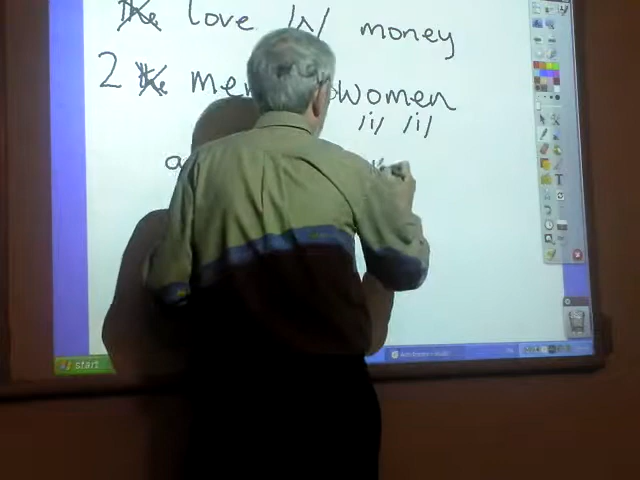 The love /ʌ/ money
2 The men women
/i/ /i/
a
start